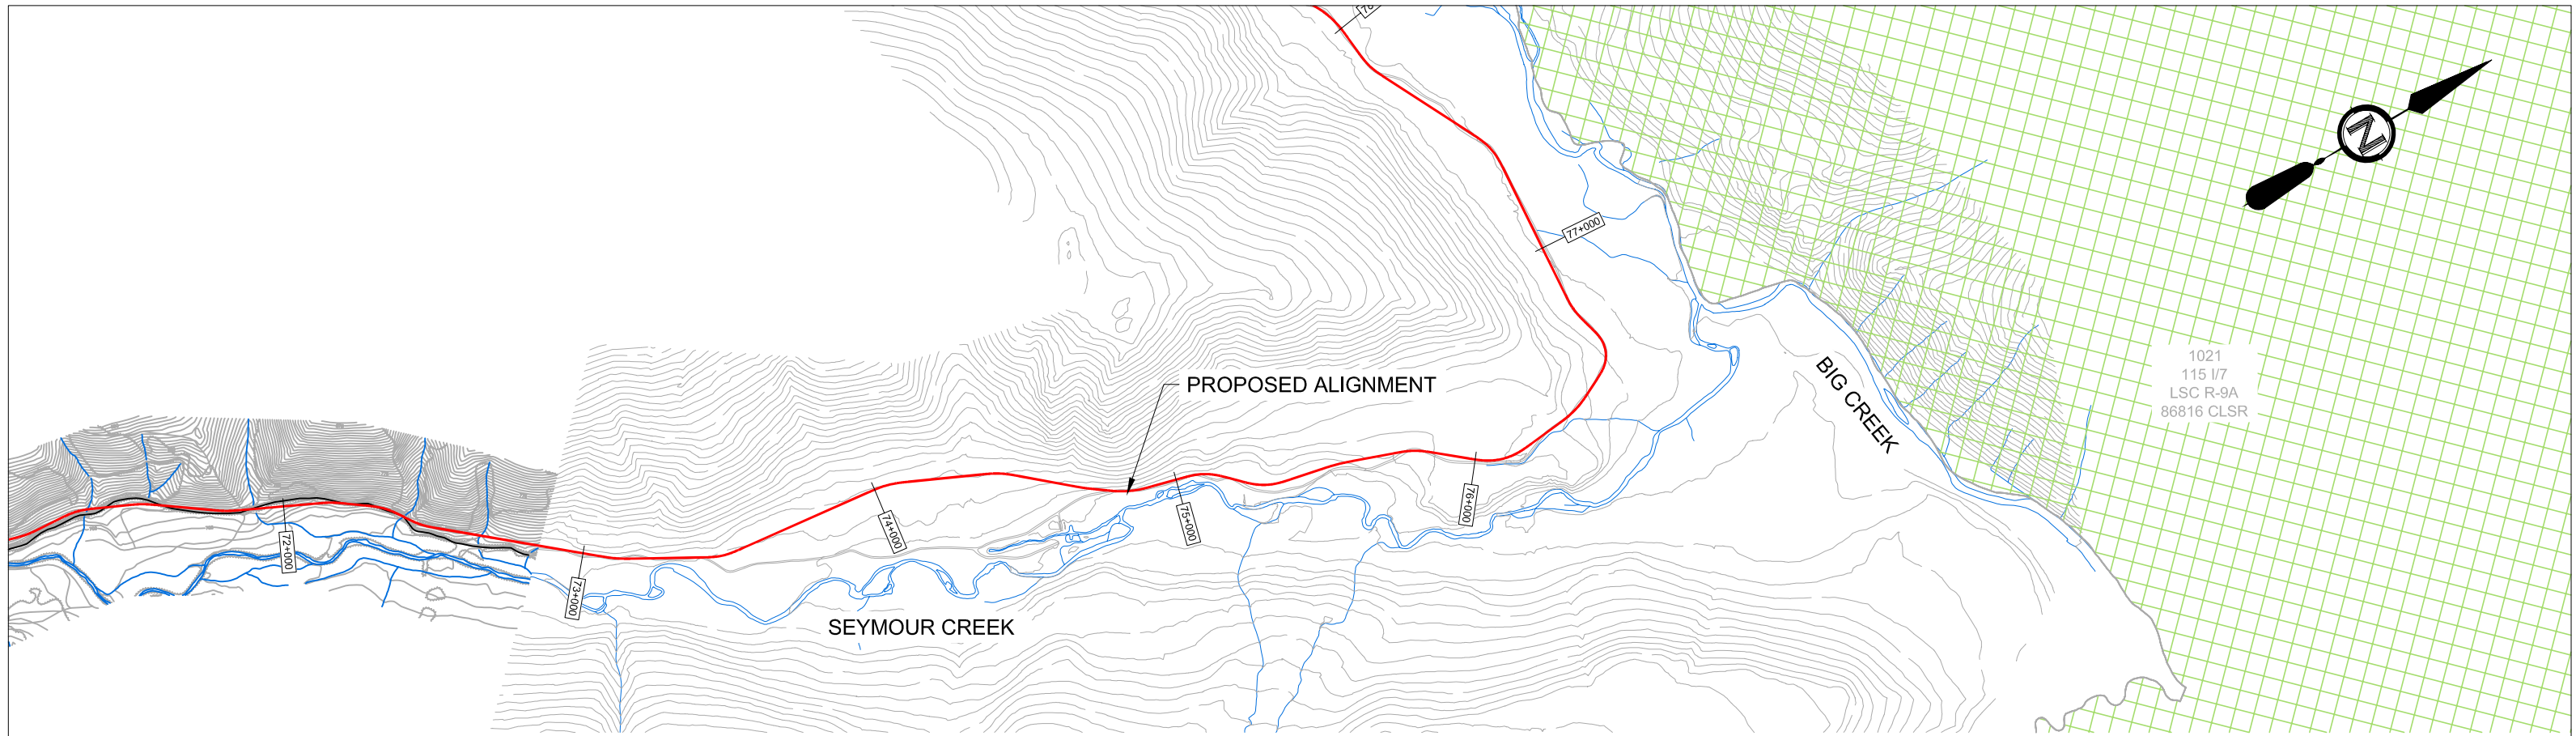 N
77+000
1021
115 I/7
LSC R-9A
86816 CLSR
BIG CREEK
PROPOSED ALIGNMENT
72+000
73+000
74+000
75+000
76+000
SEYMOUR CREEK